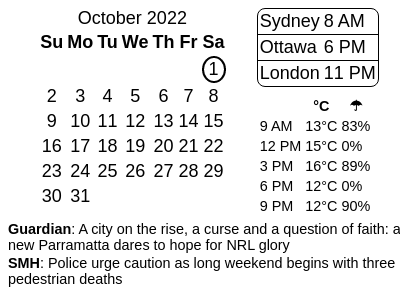 October 2022
Su Mo Tu We Th Fr Sa
1
2 3 4 5 6 7 8
9 10 11 12 13 14 15
16 17 18 19 20 21 22
23 24 25 26 27 28 29
30 31
Sydney 8 AM
Ottawa 6 PM
London 11 PM
°C ☂
9 AM 13°C 83%
12 PM 15°C 0%
3 PM 16°C 89%
6 PM 12°C 0%
9 PM 12°C 90%
Guardian: A city on the rise, a curse and a question of faith: a
new Parramatta dares to hope for NRL glory
SMH: Police urge caution as long weekend begins with three
pedestrian deaths